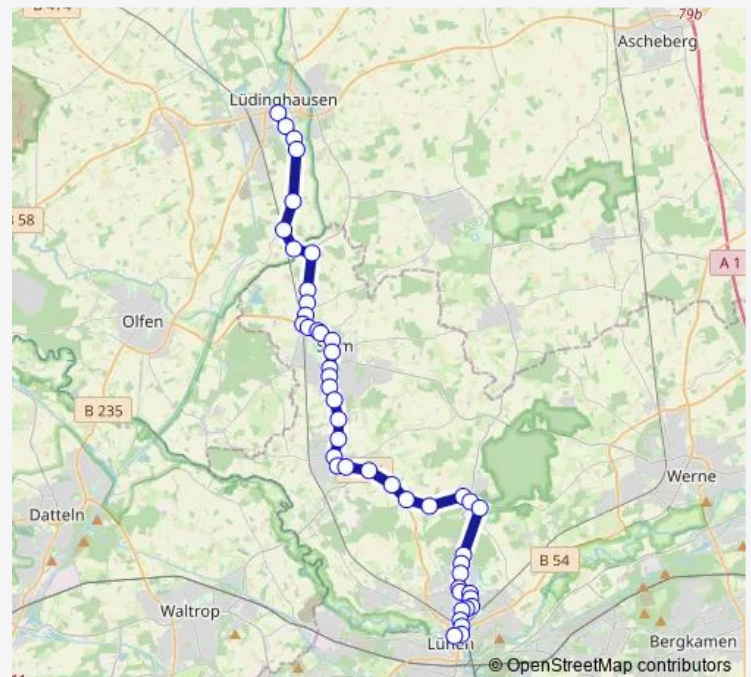 79b
Ascheberg
Lüdinghausen
B 58
A 1
Olfen
B 235
Werne
Datteln
B 54
Waltrop
Lünen
Bergkamen
© OpenStreetMap contributors